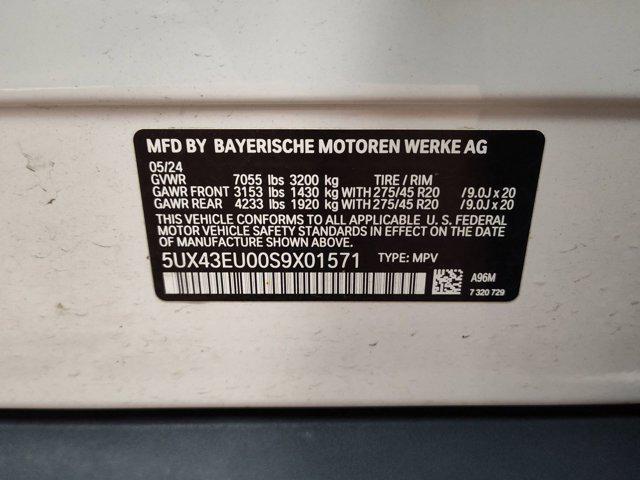 MFD BY BAYERISCHE MOTOREN WERKE AG
05/24
GVWR 7055 lbs 3200 kg TIRE / RIM
GAWR FRONT 3153 lbs 1430 kg WITH 275/45 R20 / 9.0J x 20
GAWR REAR 4233 lbs 1920 kg WITH 275/45 R20 / 9.0J x 20
THIS VEHICLE CONFORMS TO ALL APPLICABLE U. S. FEDERAL
MOTOR VEHICLE SAFETY STANDARDS IN EFFECT ON THE DATE
OF MANUFACTURE SHOWN ABOVE.
5UX43EU00S9X01571 TYPE: MPV
A96M
7 320 729